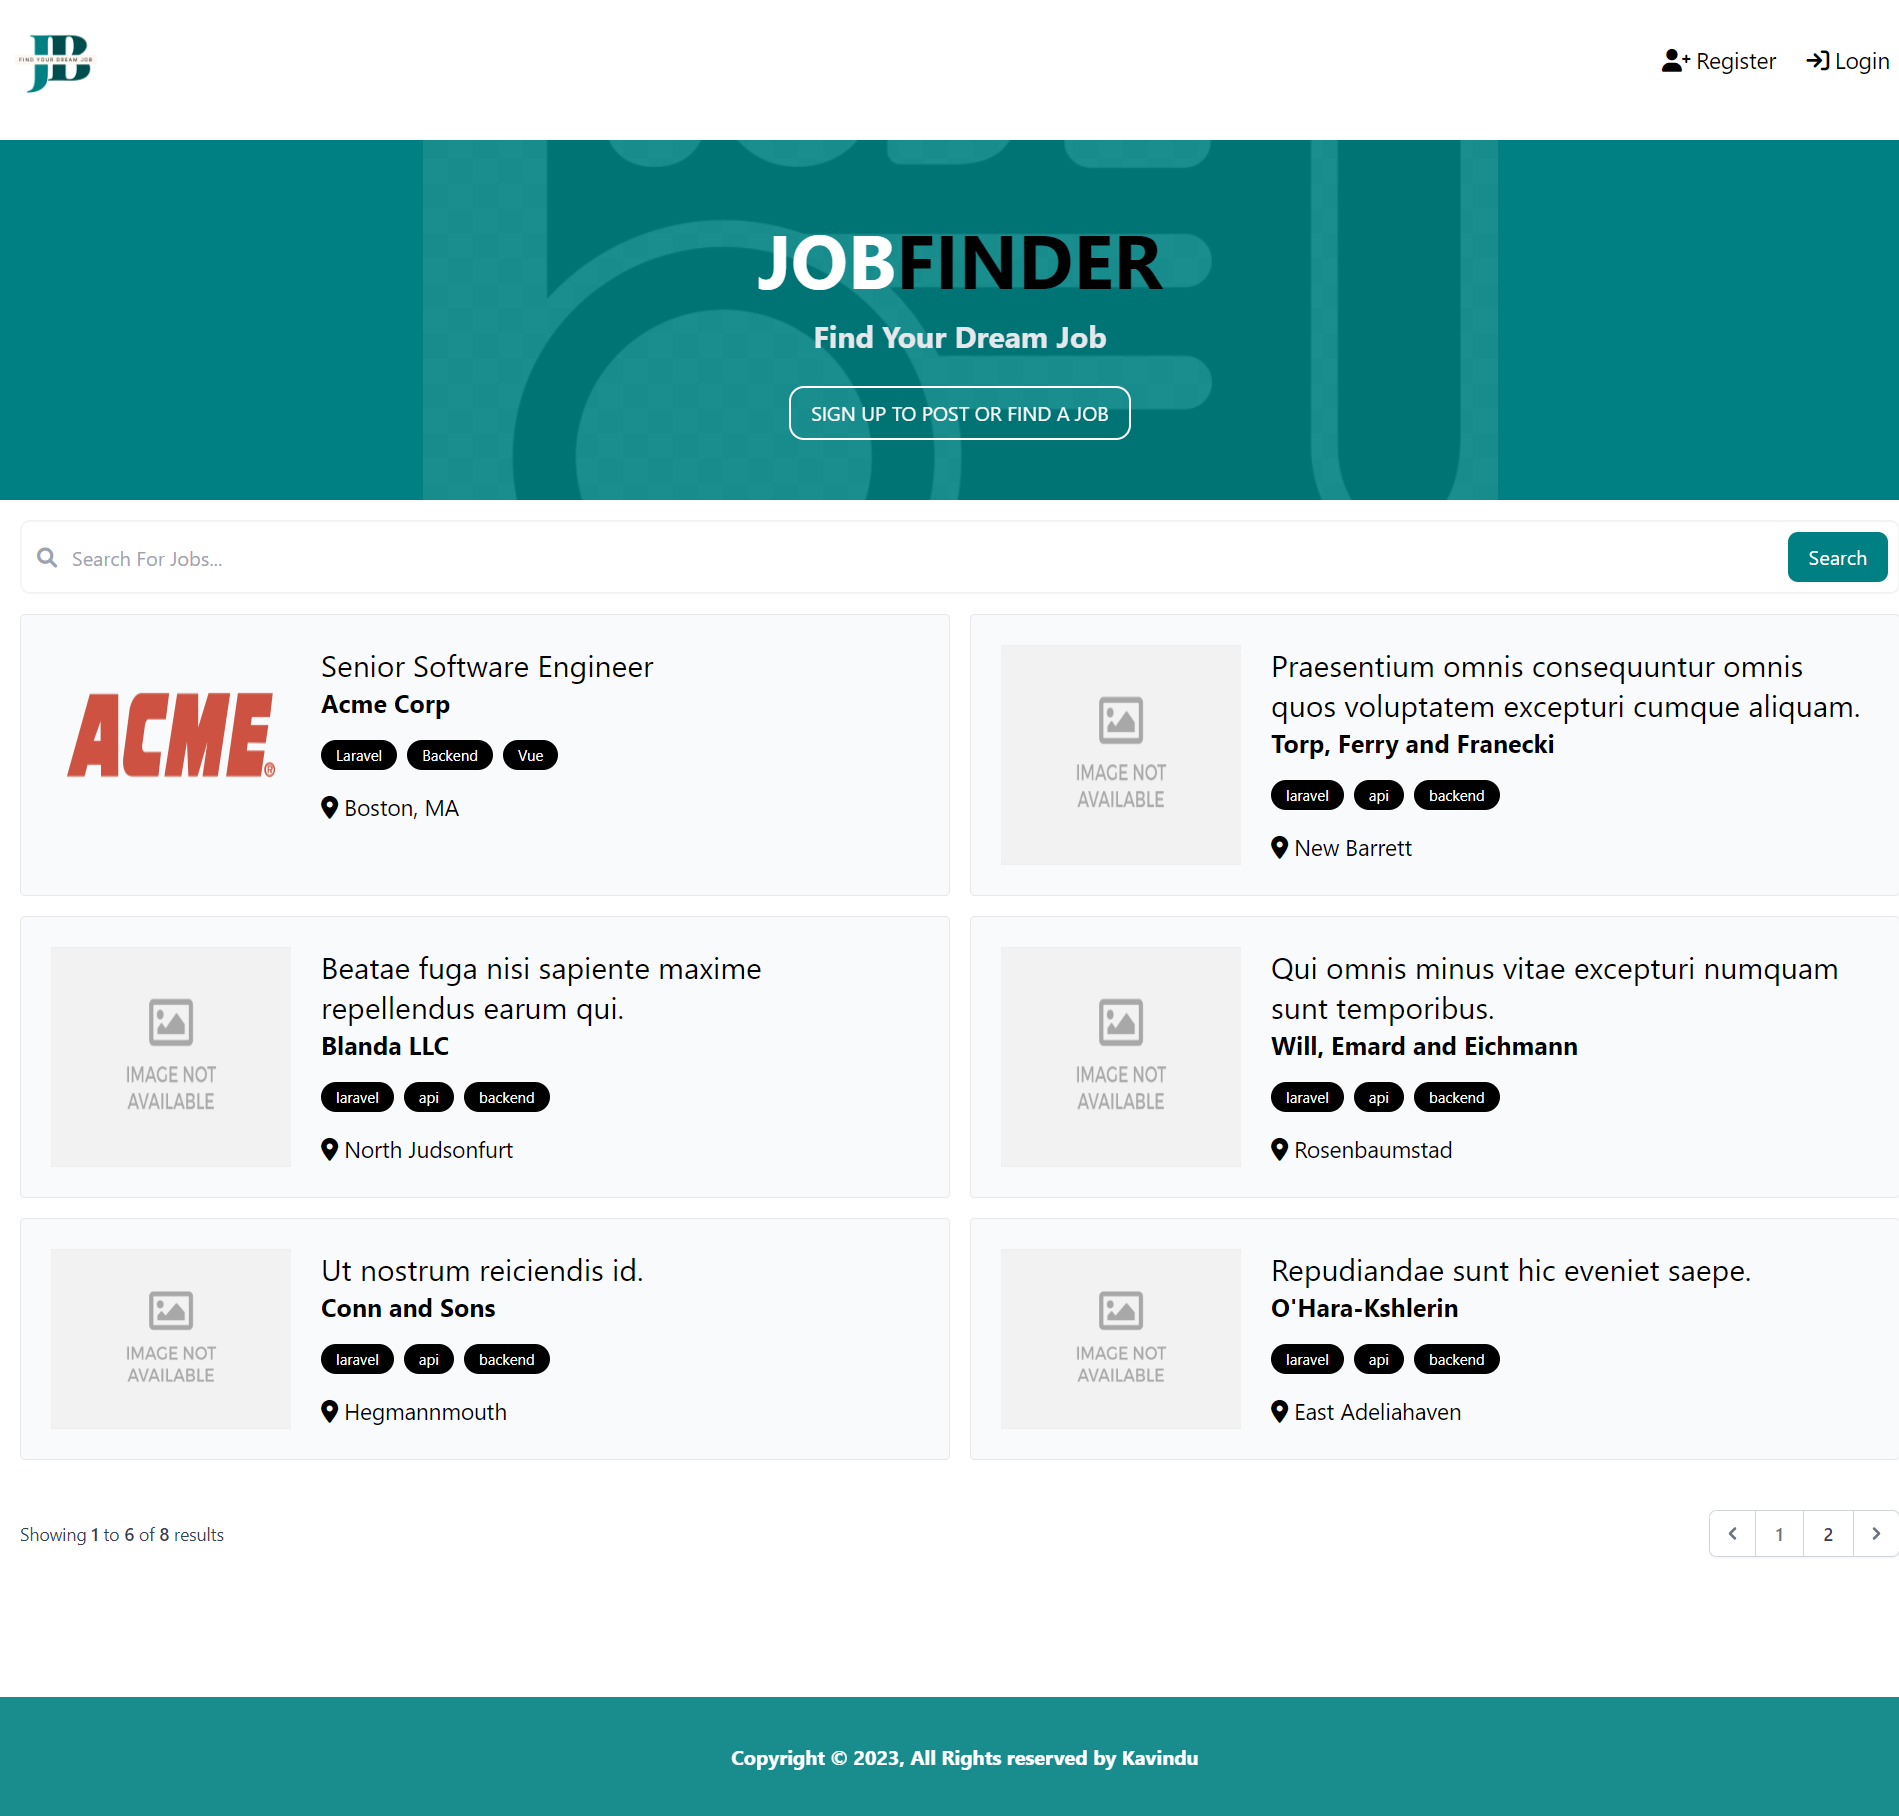 JB
FIND YOUR DREAM JOB
Register
Login
JOBFINDER
Find Your Dream Job
SIGN UP TO POST OR FIND A JOB
Search For Jobs...
Search
ACME®
Senior Software Engineer
Acme Corp
Laravel Backend Vue
Boston, MA
IMAGE NOT
AVAILABLE
Praesentium omnis consequuntur omnis
quos voluptatem excepturi cumque aliquam.
Torp, Ferry and Franecki
laravel api backend
New Barrett
IMAGE NOT
AVAILABLE
Beatae fuga nisi sapiente maxime
repellendus earum qui.
Blanda LLC
laravel api backend
North Judsonfurt
IMAGE NOT
AVAILABLE
Qui omnis minus vitae excepturi numquam
sunt temporibus.
Will, Emard and Eichmann
laravel api backend
Rosenbaumstad
IMAGE NOT
AVAILABLE
Ut nostrum reiciendis id.
Conn and Sons
laravel api backend
Hegmannmouth
IMAGE NOT
AVAILABLE
Repudiandae sunt hic eveniet saepe.
O'Hara-Kshlerin
laravel api backend
East Adeliahaven
Showing 1 to 6 of 8 results
1 2
Copyright © 2023, All Rights reserved by Kavindu